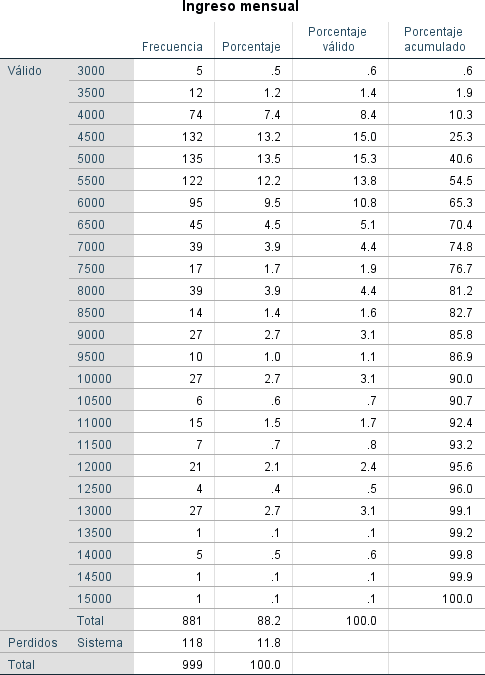 Ingreso mensual
Frecuencia Porcentaje Porcentaje válido Porcentaje acumulado
Válido 3000 5 .5 .6 .6
3500 12 1.2 1.4 1.9
4000 74 7.4 8.4 10.3
4500 132 13.2 15.0 25.3
5000 135 13.5 15.3 40.6
5500 122 12.2 13.8 54.5
6000 95 9.5 10.8 65.3
6500 45 4.5 5.1 70.4
7000 39 3.9 4.4 74.8
7500 17 1.7 1.9 76.7
8000 39 3.9 4.4 81.2
8500 14 1.4 1.6 82.7
9000 27 2.7 3.1 85.8
9500 10 1.0 1.1 86.9
10000 27 2.7 3.1 90.0
10500 6 .6 .7 90.7
11000 15 1.5 1.7 92.4
11500 7 .7 .8 93.2
12000 21 2.1 2.4 95.6
12500 4 .4 .5 96.0
13000 27 2.7 3.1 99.1
13500 1 .1 .1 99.2
14000 5 .5 .6 99.8
14500 1 .1 .1 99.9
15000 1 .1 .1 100.0
Total 881 88.2 100.0
Perdidos Sistema 118 11.8
Total 999 100.0